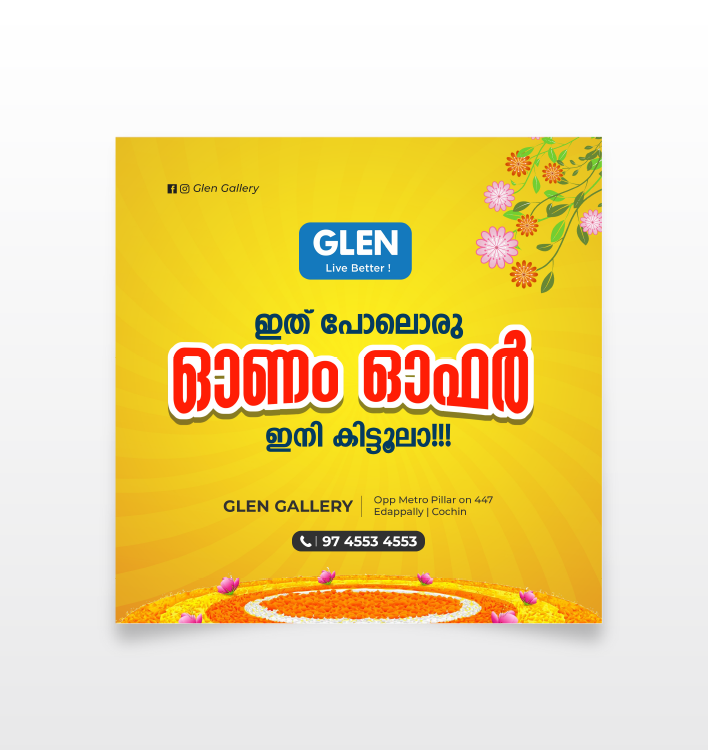 Glen Gallery
GLEN
Live Better !
ഇത് പോലൊരു
ഓണം ഓഫർ
ഇനി കിട്ടൂലാ!!!
GLEN GALLERY
Opp Metro Pillar on 447
Edappally | Cochin
97 4553 4553